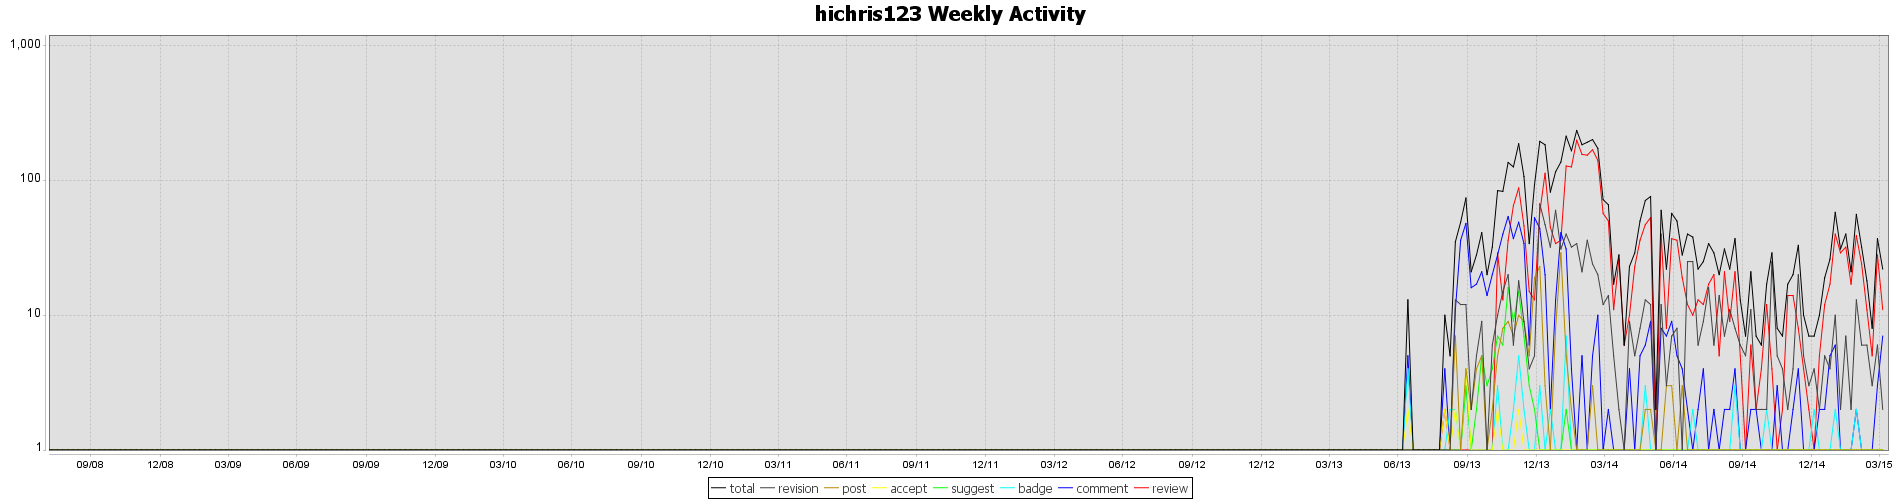 hichris123 Weekly Activity
1,000
100
10
1
09/08 12/08 03/09 06/09 09/09 12/09 03/10 06/10 09/10 12/10 03/11 06/11 09/11 12/11 03/12 06/12 09/12 12/12 03/13 06/13 09/13 12/13 03/14 06/14 09/14 12/14 03/15
total revision post accept suggest badge comment review